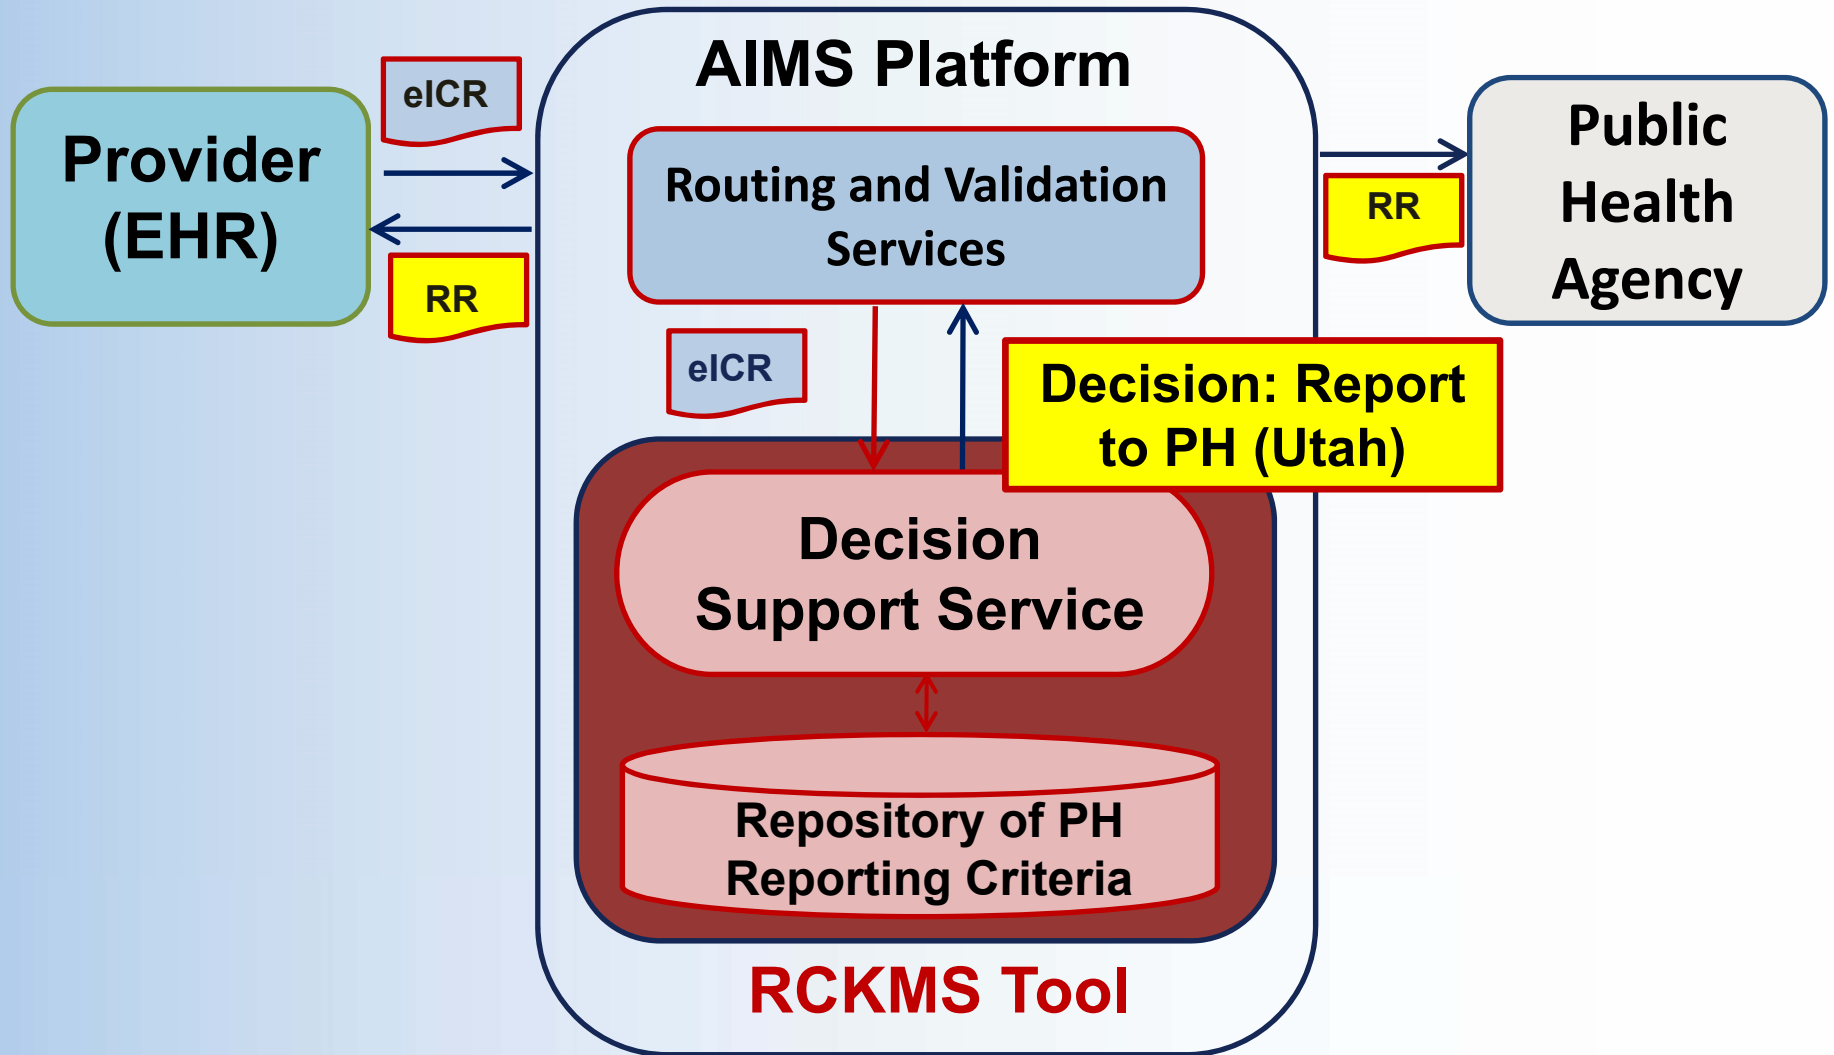 AIMS Platform
eICR
Provider
(EHR)
RR
Routing and Validation
Services
RR
Public
Health
Agency
eICR
Decision: Report
to PH (Utah)
Decision
Support Service
Repository of PH
Reporting Criteria
RCKMS Tool